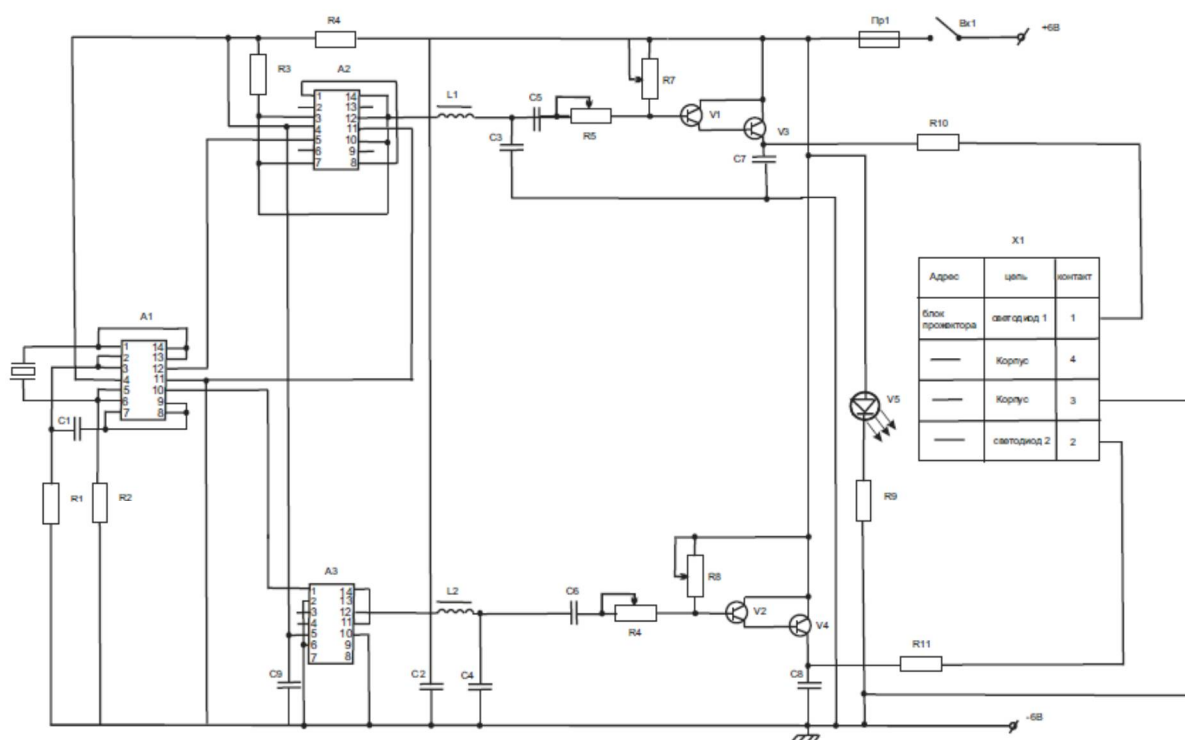 R4
Пр1
Вк1
+6В
R3
A2
1 14
2 13
3 12
4 11
5 10
6 9
7 8
L1
C5
R7
R5
V1
V3
C3
C7
R10
X1
Адрес цепь контакт
блок прожектора светодиод 1 1
Корпус 4
Корпус 3
светодиод 2 2
A1
1 14
2 13
3 12
4 11
5 10
6 9
7 8
C1
V5
R1
R2
R9
A3
1 14
2 13
3 12
4 11
5 10
6 9
7 8
L2
C6
R8
R4
V2
V4
R11
C9
C2
C4
C8
-6В